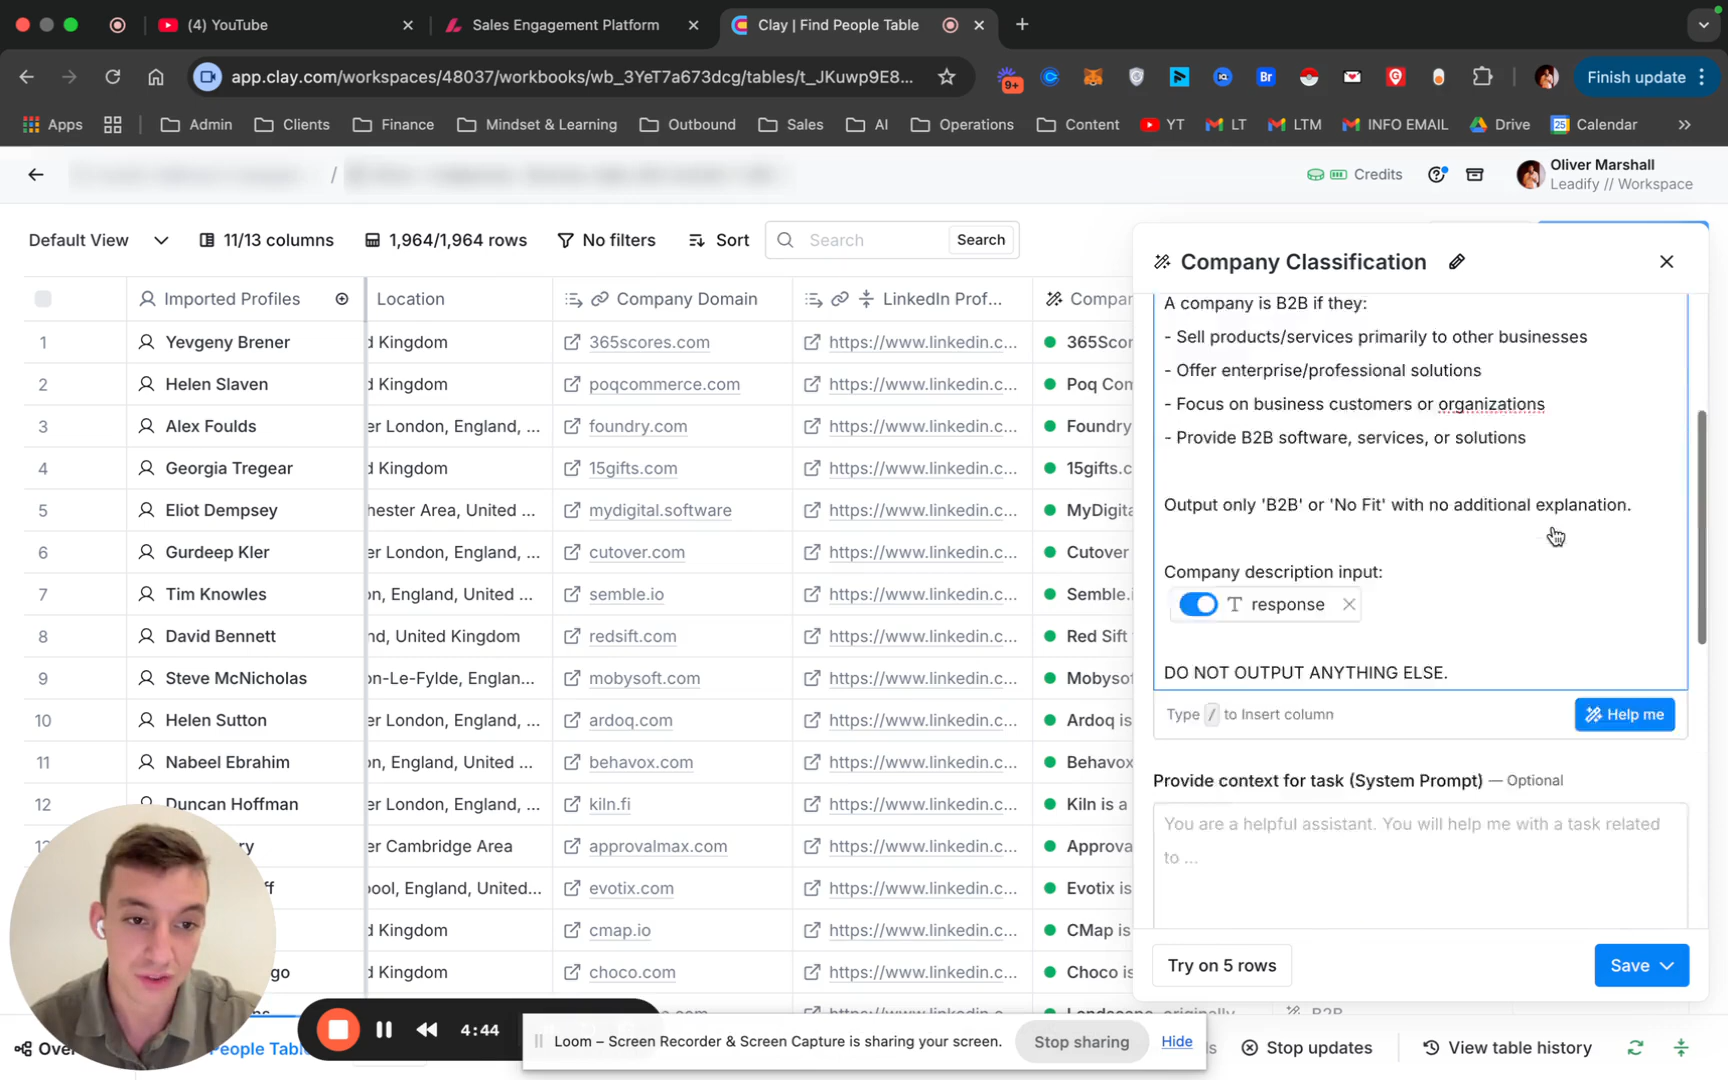 (4) YouTube
Sales Engagement Platform
Clay | Find People Table
app.clay.com/workspaces/48037/workbooks/wb_3YeT7a673dcg/tables/t_JKuwp9E8...
9+
Br
Finish update
Apps
Admin
Clients
Finance
Mindset & Learning
Outbound
Sales
AI
Operations
Content
YT
LT
LTM
INFO EMAIL
Drive
Calendar
/
Credits
Oliver Marshall
Leadify // Workspace
Default View
11/13 columns
1,964/1,964 rows
No filters
Sort
Search
Search
Imported Profiles
Location
Company Domain
LinkedIn Prof...
Compar
1 Yevgeny Brener d Kingdom 365scores.com https://www.linkedin.c... 365Scor
2 Helen Slaven d Kingdom poqcommerce.com https://www.linkedin.c... Poq Com
3 Alex Foulds er London, England, ... foundry.com https://www.linkedin.c... Foundry
4 Georgia Tregear d Kingdom 15gifts.com https://www.linkedin.c... 15gifts.c
5 Eliot Dempsey hester Area, United ... mydigital.software https://www.linkedin.c... MyDigita
6 Gurdeep Kler er London, England, ... cutover.com https://www.linkedin.c... Cutover
7 Tim Knowles n, England, United ... semble.io https://www.linkedin.c... Semble.i
8 David Bennett nd, United Kingdom redsift.com https://www.linkedin.c... Red Sift
9 Steve McNicholas on-Le-Fylde, Englan... mobysoft.com https://www.linkedin.c... Mobysof
10 Helen Sutton er London, England, ... ardoq.com https://www.linkedin.c... Ardoq is
11 Nabeel Ebrahim on, England, United ... behavox.com https://www.linkedin.c... Behavox
12 Duncan Hoffman er London, England, ... kiln.fi https://www.linkedin.c... Kiln is a
ry er Cambridge Area approvalmax.com https://www.linkedin.c... Approva
ff pool, England, United... evotix.com https://www.linkedin.c... Evotix is
d Kingdom cmap.io https://www.linkedin.c... CMap is
go d Kingdom choco.com https://www.linkedin.c... Choco is
Company Classification
A company is B2B if they:
- Sell products/services primarily to other businesses
- Offer enterprise/professional solutions
- Focus on business customers or organizations
- Provide B2B software, services, or solutions
Output only 'B2B' or 'No Fit' with no additional explanation.
Company description input:
response
DO NOT OUTPUT ANYTHING ELSE.
Type / to Insert column
Help me
Provide context for task (System Prompt) — Optional
You are a helpful assistant. You will help me with a task related
to ...
Try on 5 rows
Save
4:44
Loom – Screen Recorder & Screen Capture is sharing your screen.
Stop sharing
Hide
Over
People Tabl
Stop updates
View table history